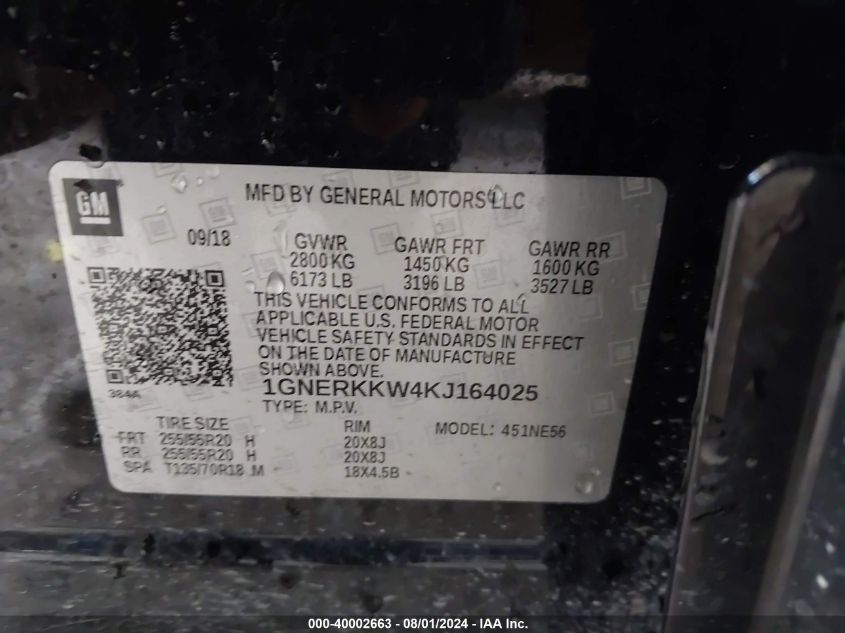 GM
MFD BY GENERAL MOTORS LLC
09/18
GVWR GAWR FRT GAWR RR
2800 KG 1450 KG 1600 KG
6173 LB 3196 LB 3527 LB
THIS VEHICLE CONFORMS TO ALL
APPLICABLE U.S. FEDERAL MOTOR
VEHICLE SAFETY STANDARDS IN EFFECT
ON THE DATE OF MANUFACTURE
SHOWN ABOVE.
384A
1GNERKKW4KJ164025
TYPE: M.P.V.
TIRE SIZE RIM MODEL: 451NE56
FRT 255/55R20 H 20X8J
RR 255/55R20 H 20X8J
SPA T135/70R18 M 18X4.5B
000-40002663 - 08/01/2024 - IAA Inc.